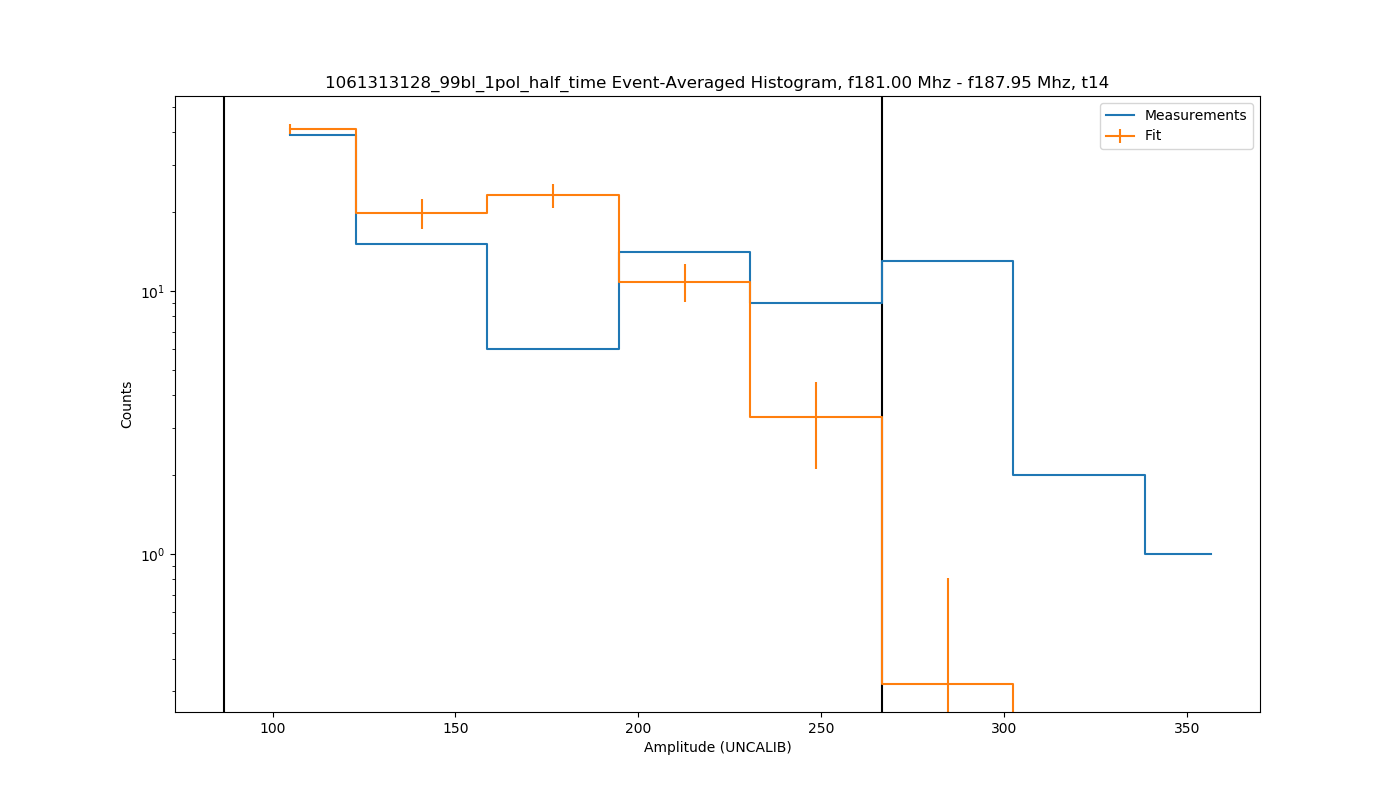 1061313128_99bl_1pol_half_time Event-Averaged Histogram, f181.00 Mhz - f187.95 Mhz, t14
Measurements
Fit
10¹
10⁰
Counts
100
150
200
250
300
350
Amplitude (UNCALIB)